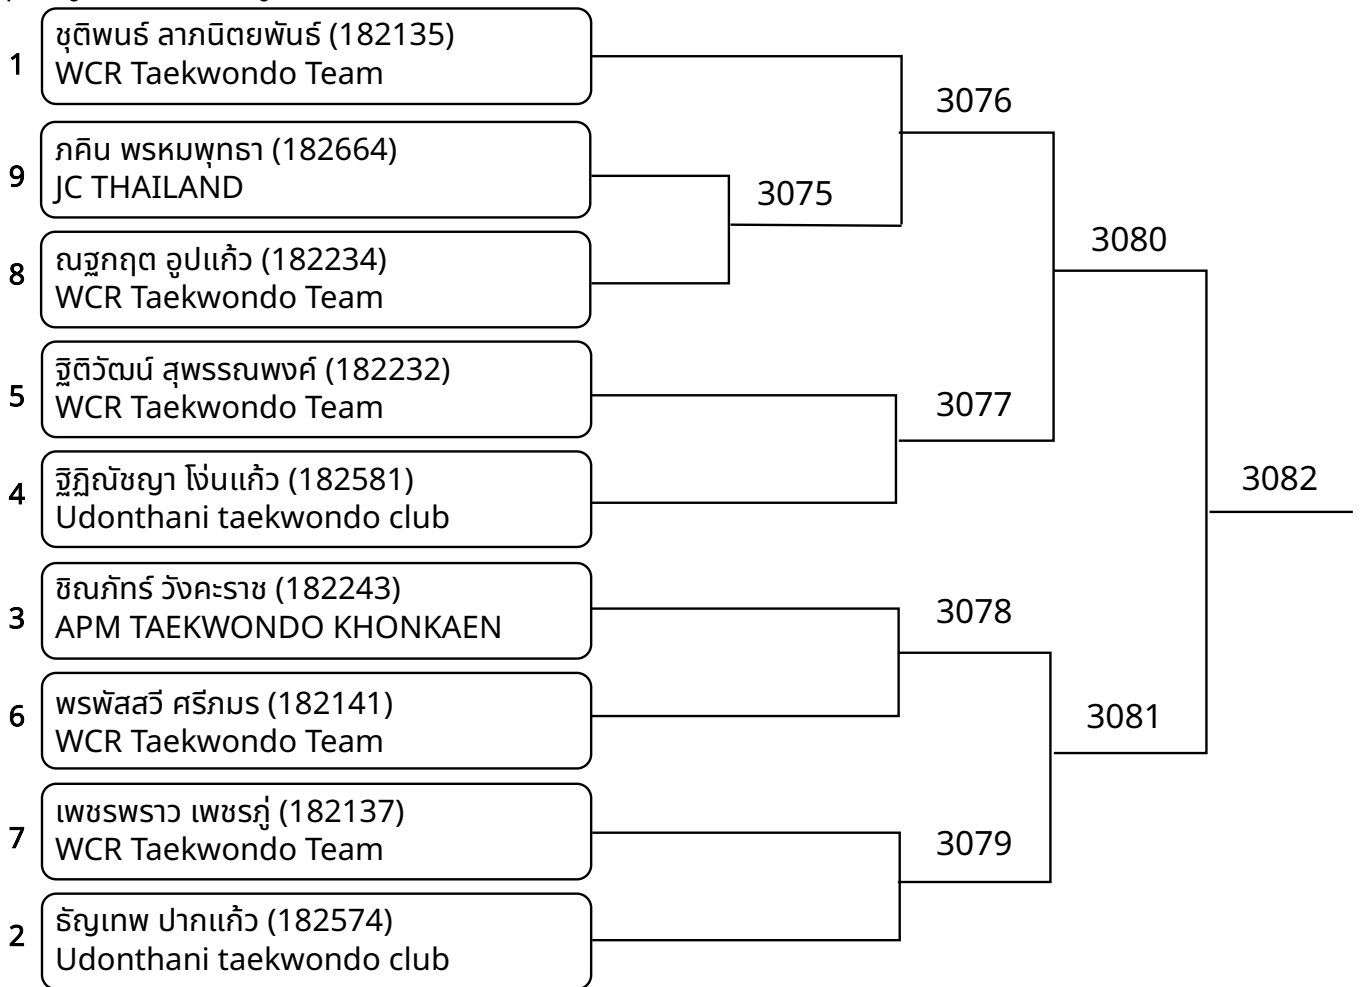 1
ชุติพนธ์ ลาภนิตยพันธ์ (182135)
WCR Taekwondo Team
3076
9
ภคิน พรหมพุทธา (182664)
JC THAILAND
3075
8
ณฐกฤต อูปแก้ว (182234)
WCR Taekwondo Team
3080
5
ฐิติวัฒน์ สุพรรณพงค์ (182232)
WCR Taekwondo Team
3077
4
ฐิฏิณัชญา โง่นแก้ว (182581)
Udonthani taekwondo club
3082
3
ชิณภัทร์ วังคะราช (182243)
APM TAEKWONDO KHONKAEN
3078
6
พรพัสสวี ศรีภมร (182141)
WCR Taekwondo Team
3081
7
เพชรพราว เพชรภู่ (182137)
WCR Taekwondo Team
3079
2
ธัญเทพ ปากแก้ว (182574)
Udonthani taekwondo club